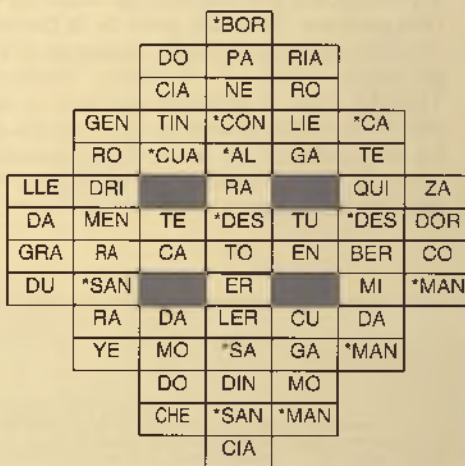 *BOR
DO PA RIA
CIA NE RO
GEN TIN *CON LIE *CA
RO *CUA *AL GA TE
LLE DRI RA QUI ZA
DA MEN TE *DES TU *DES DOR
GRA RA CA TO EN BER CO
DU *SAN ER MI *MAN
RA DA LER CU DA
YE MO *SA GA *MAN
DO DIN MO
CHE *SAN *MAN
CIA